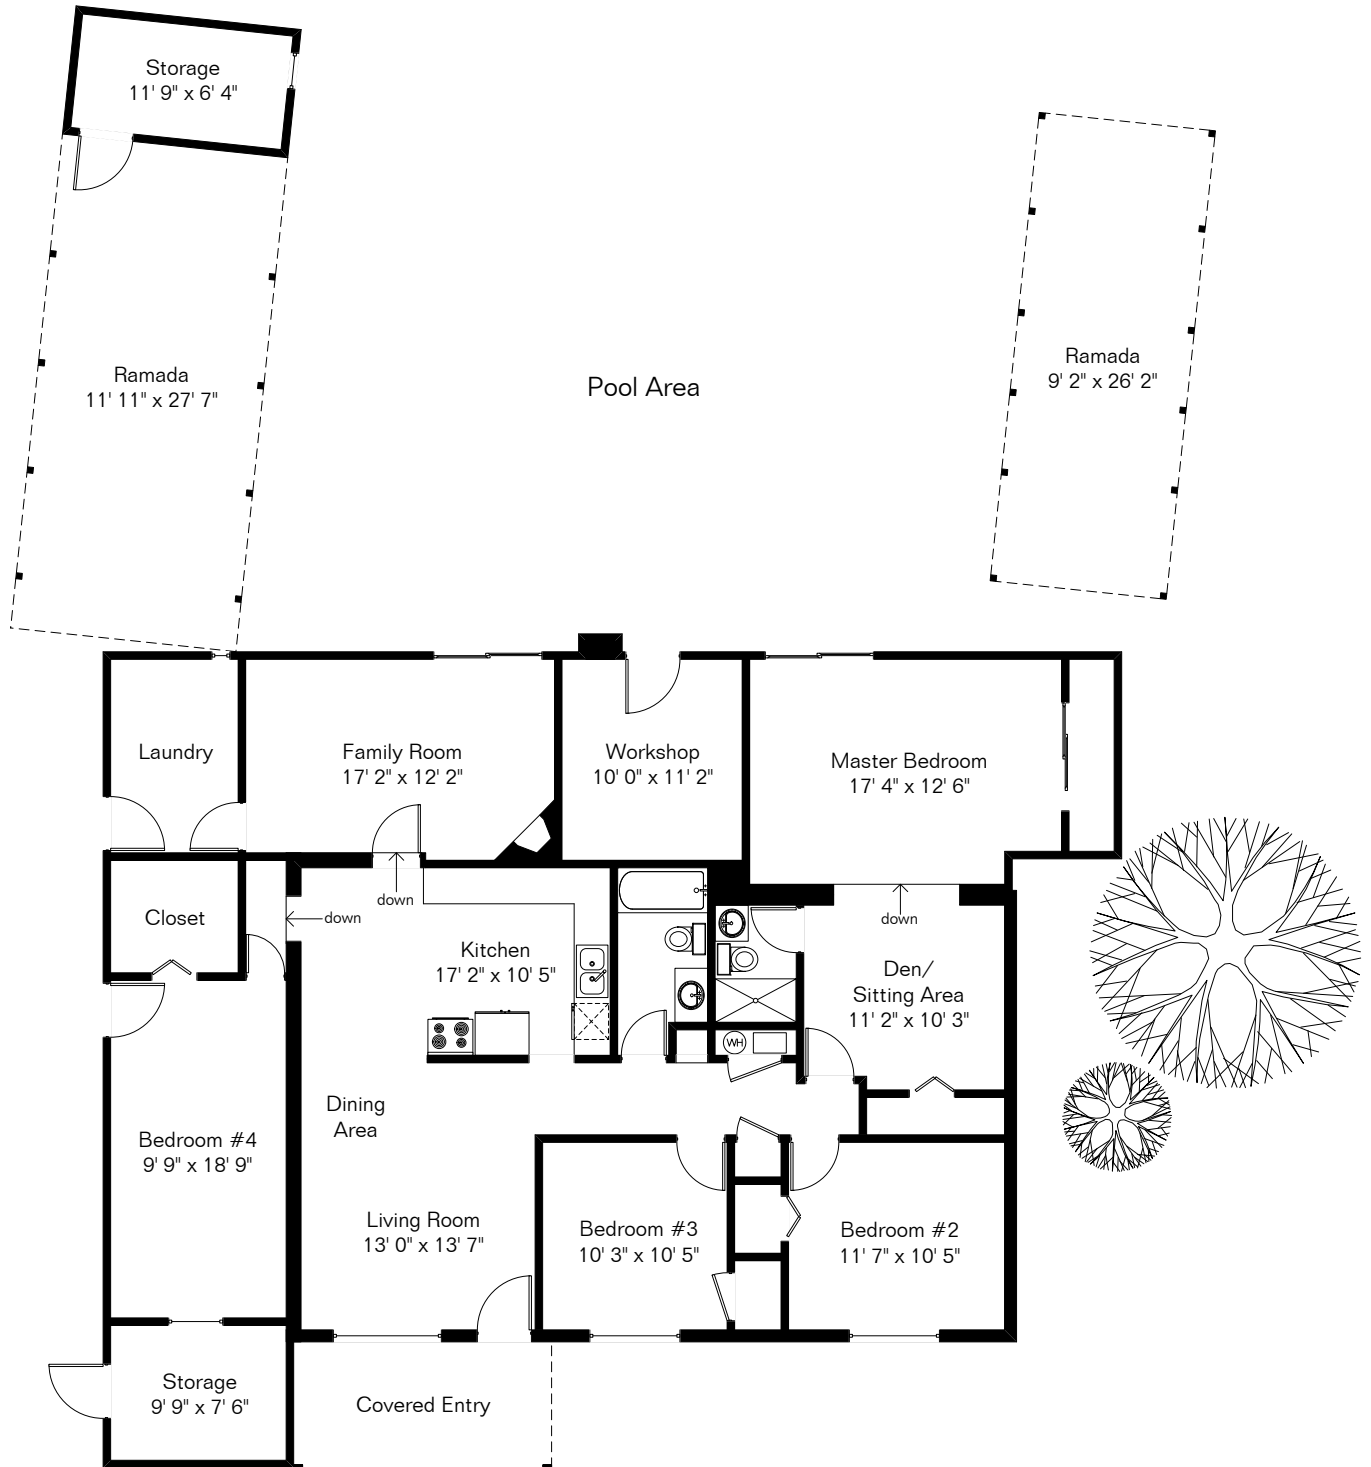 Storage
11' 9" x 6' 4"
Ramada
11' 11" x 27' 7"
Pool Area
Ramada
9' 2" x 26' 2"
Laundry
Family Room
17' 2" x 12' 2"
Workshop
10' 0" x 11' 2"
Master Bedroom
17' 4" x 12' 6"
down
down
down
Closet
Kitchen
17' 2" x 10' 5"
Den/
Sitting Area
11' 2" x 10' 3"
WH
Dining
Area
Bedroom #4
9' 9" x 18' 9"
Living Room
13' 0" x 13' 7"
Bedroom #3
10' 3" x 10' 5"
Bedroom #2
11' 7" x 10' 5"
Storage
9' 9" x 7' 6"
Covered Entry